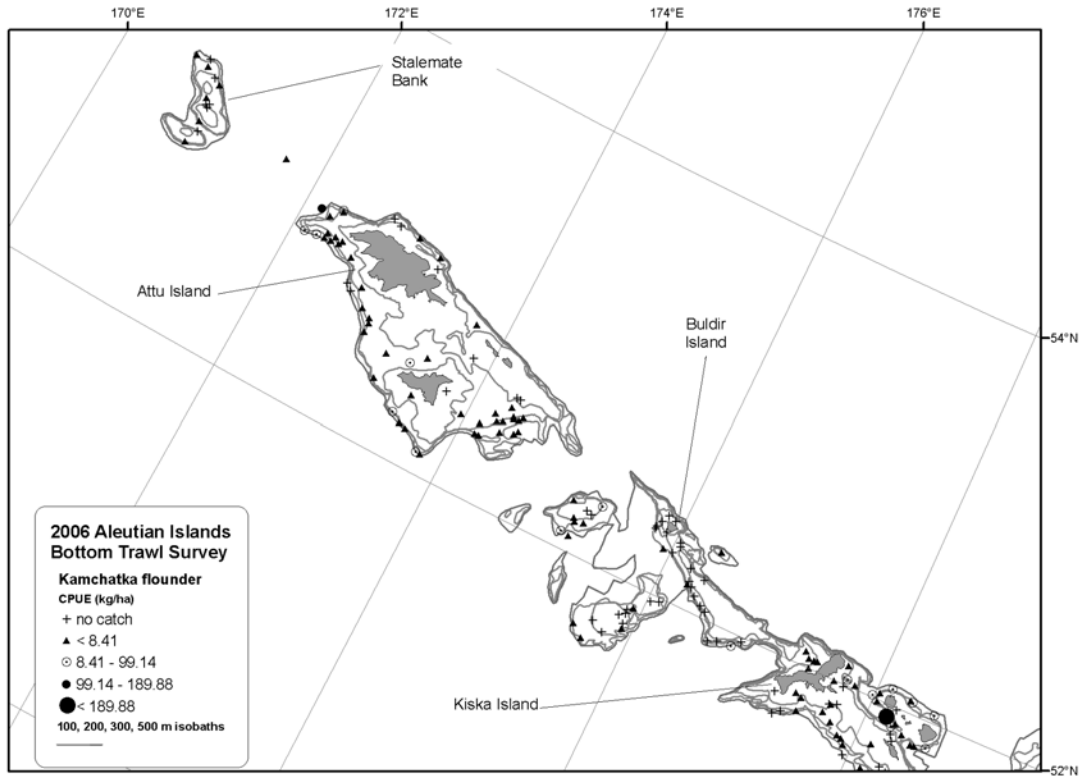 170°E
172°E
174°E
176°E
Stalemate
Bank
Attu Island
Buldir
Island
54°N
2006 Aleutian Islands
Bottom Trawl Survey
Kamchatka flounder
CPUE (kg/ha)
no catch
< 8.41
8.41 - 99.14
99.14 - 189.88
< 189.88
100, 200, 300, 500 m isobaths
Kiska Island
52°N